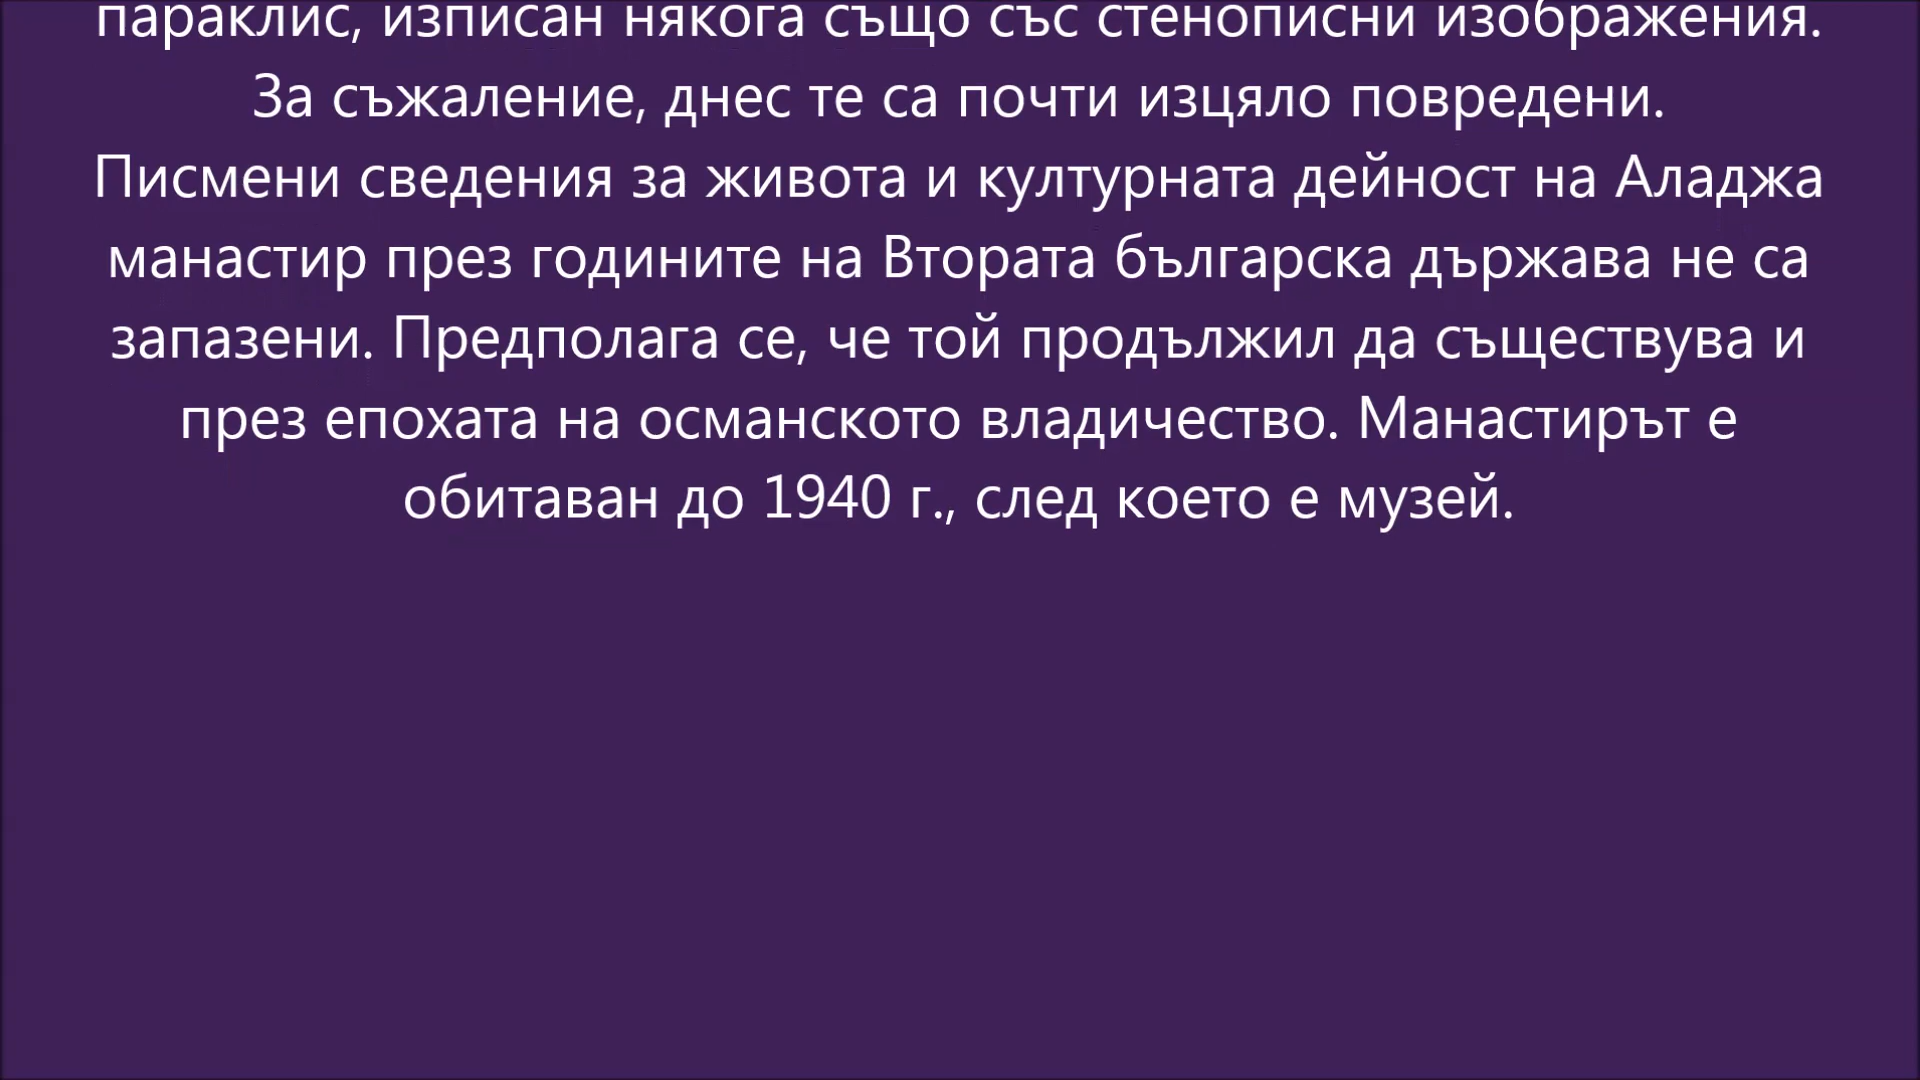 параклис, изписан някога също със стенописни изображения.
За съжаление, днес те са почти изцяло повредени.
Писмени сведения за живота и културната дейност на Аладжа
манастир през годините на Втората българска държава не са
запазени. Предполага се, че той продължил да съществува и
през епохата на османското владичество. Манастирът е
обитаван до 1940 г., след което е музей.